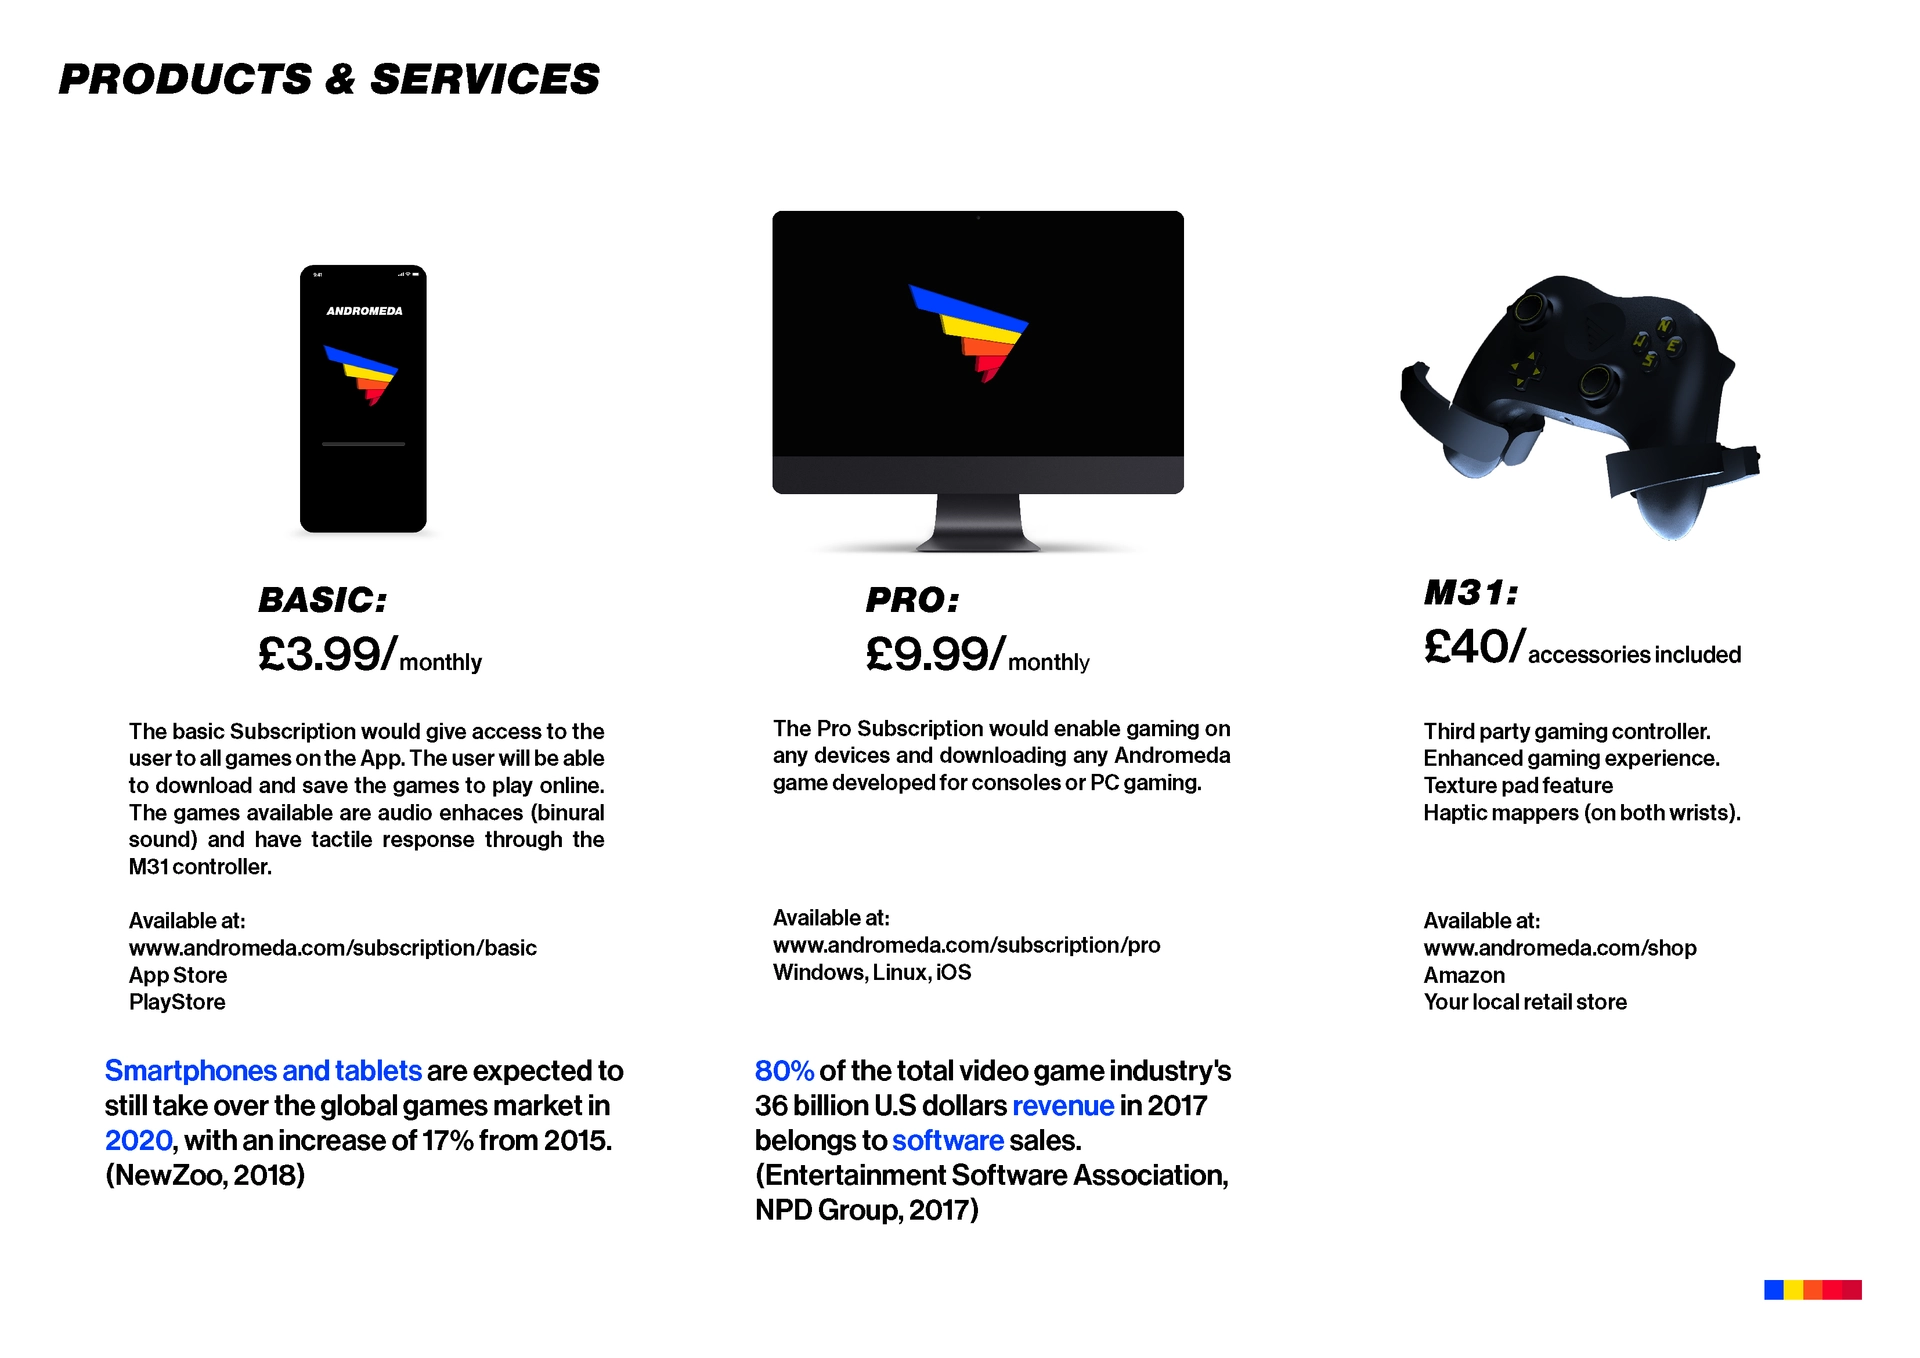 PRODUCTS & SERVICES
9:41
ANDROMEDA
N
W
E
S
BASIC:
£3.99/monthly
The basic Subscription would give access to the
user to all games on the App. The user will be able
to download and save the games to play online.
The games available are audio enhaces (binural
sound) and have tactile response through the
M31 controller.
Available at:
www.andromeda.com/subscription/basic
App Store
PlayStore
Smartphones and tablets are expected to
still take over the global games market in
2020, with an increase of 17% from 2015.
(NewZoo, 2018)
PRO:
£9.99/monthly
The Pro Subscription would enable gaming on
any devices and downloading any Andromeda
game developed for consoles or PC gaming.
Available at:
www.andromeda.com/subscription/pro
Windows, Linux, iOS
80% of the total video game industry's
36 billion U.S dollars revenue in 2017
belongs to software sales.
(Entertainment Software Association,
NPD Group, 2017)
M31:
£40/accessories included
Third party gaming controller.
Enhanced gaming experience.
Texture pad feature
Haptic mappers (on both wrists).
Available at:
www.andromeda.com/shop
Amazon
Your local retail store